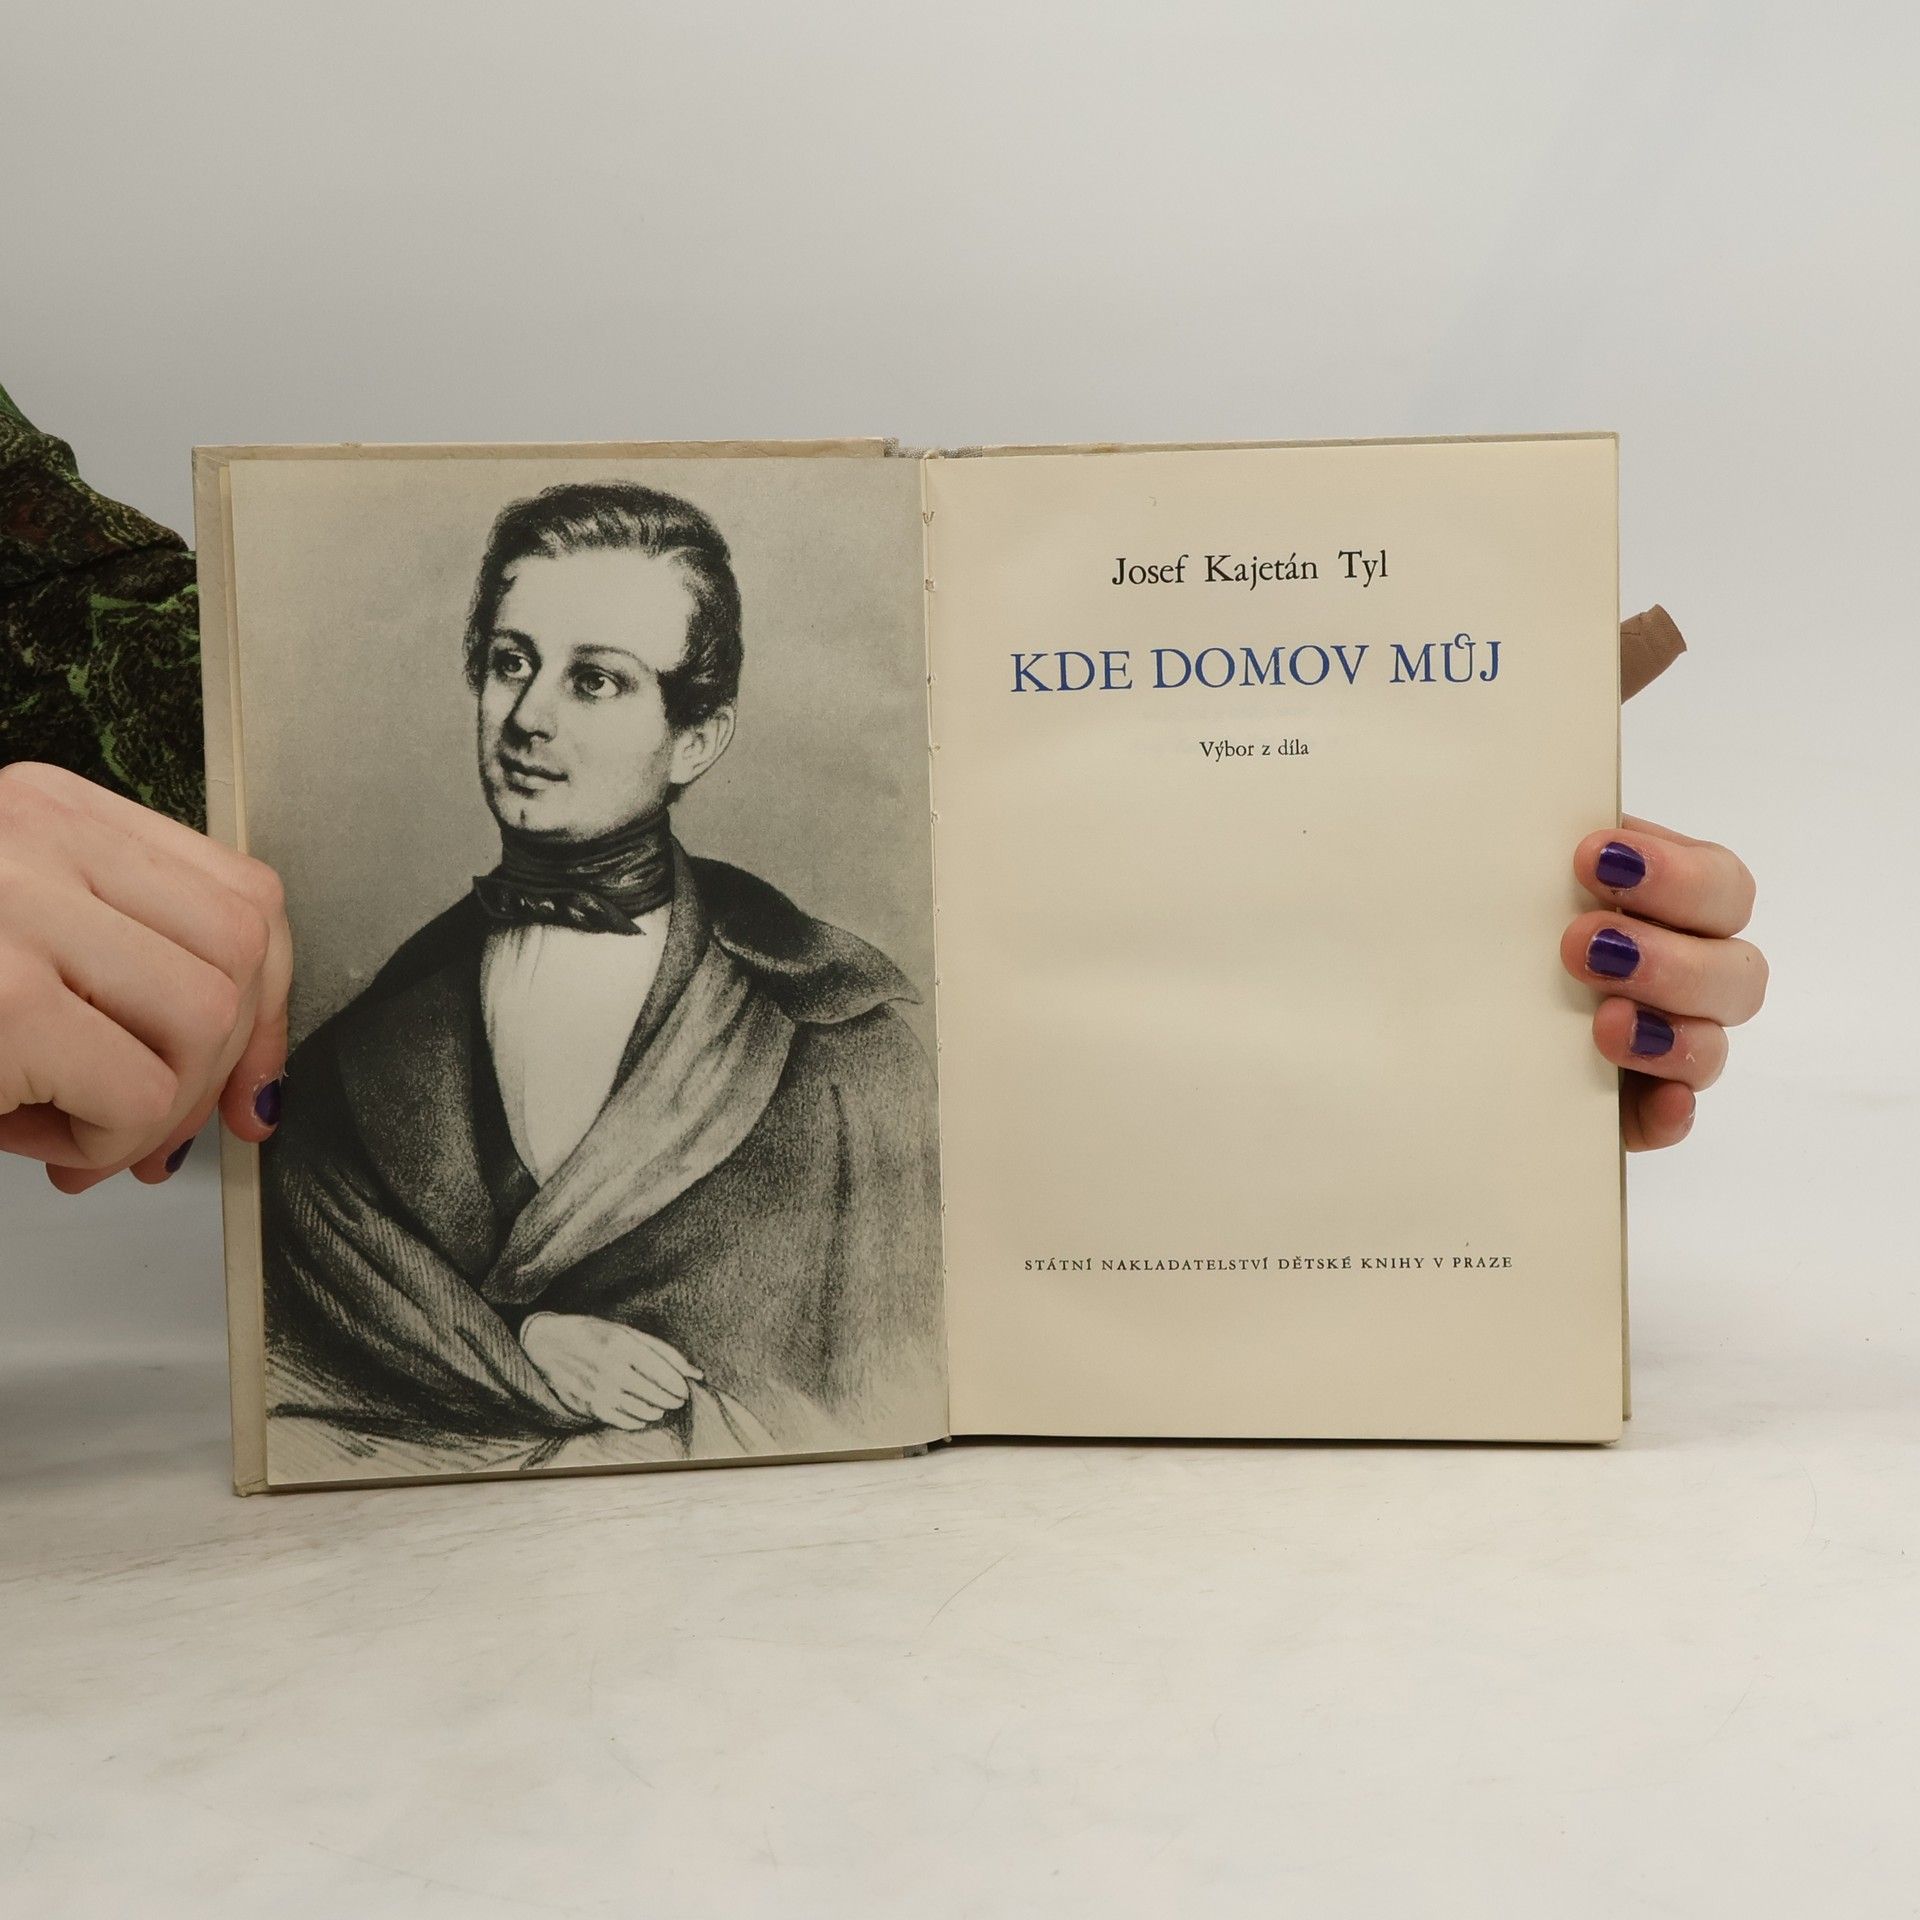 Josef Kajetán Tyl
KDE DOMOV MŮJ
Výbor z díla
STÁTNÍ NAKLADATELSTVÍ DĚTSKÉ KNIHY V PRAZE